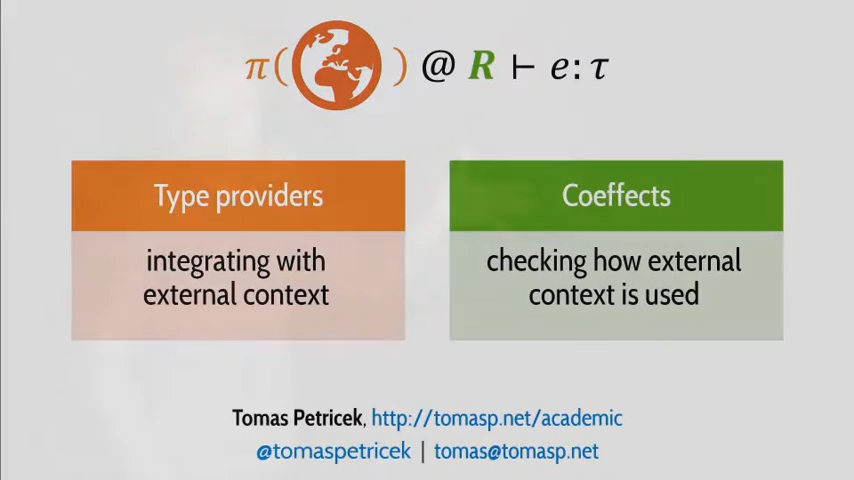 π( ) @ R ⊢ e: τ
Type providers
integrating with
external context
Coeffects
checking how external
context is used
Tomas Petricek, http://tomasp.net/academic
@tomaspetricek | tomas@tomasp.net